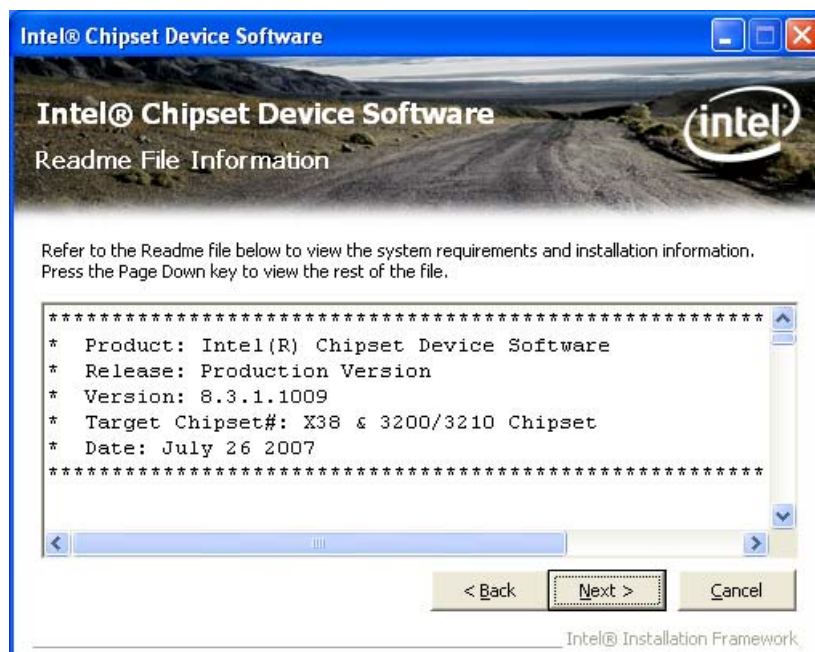 Intel® Chipset Device Software
Intel® Chipset Device Software
intel
Readme File Information
Refer to the Readme file below to view the system requirements and installation information.
Press the Page Down key to view the rest of the file.
********************************************************
* Product: Intel(R) Chipset Device Software
* Release: Production Version
* Version: 8.3.1.1009
* Target Chipset#: X38 & 3200/3210 Chipset
* Date: July 26 2007
********************************************************
< Back
Next >
Cancel
Intel® Installation Framework